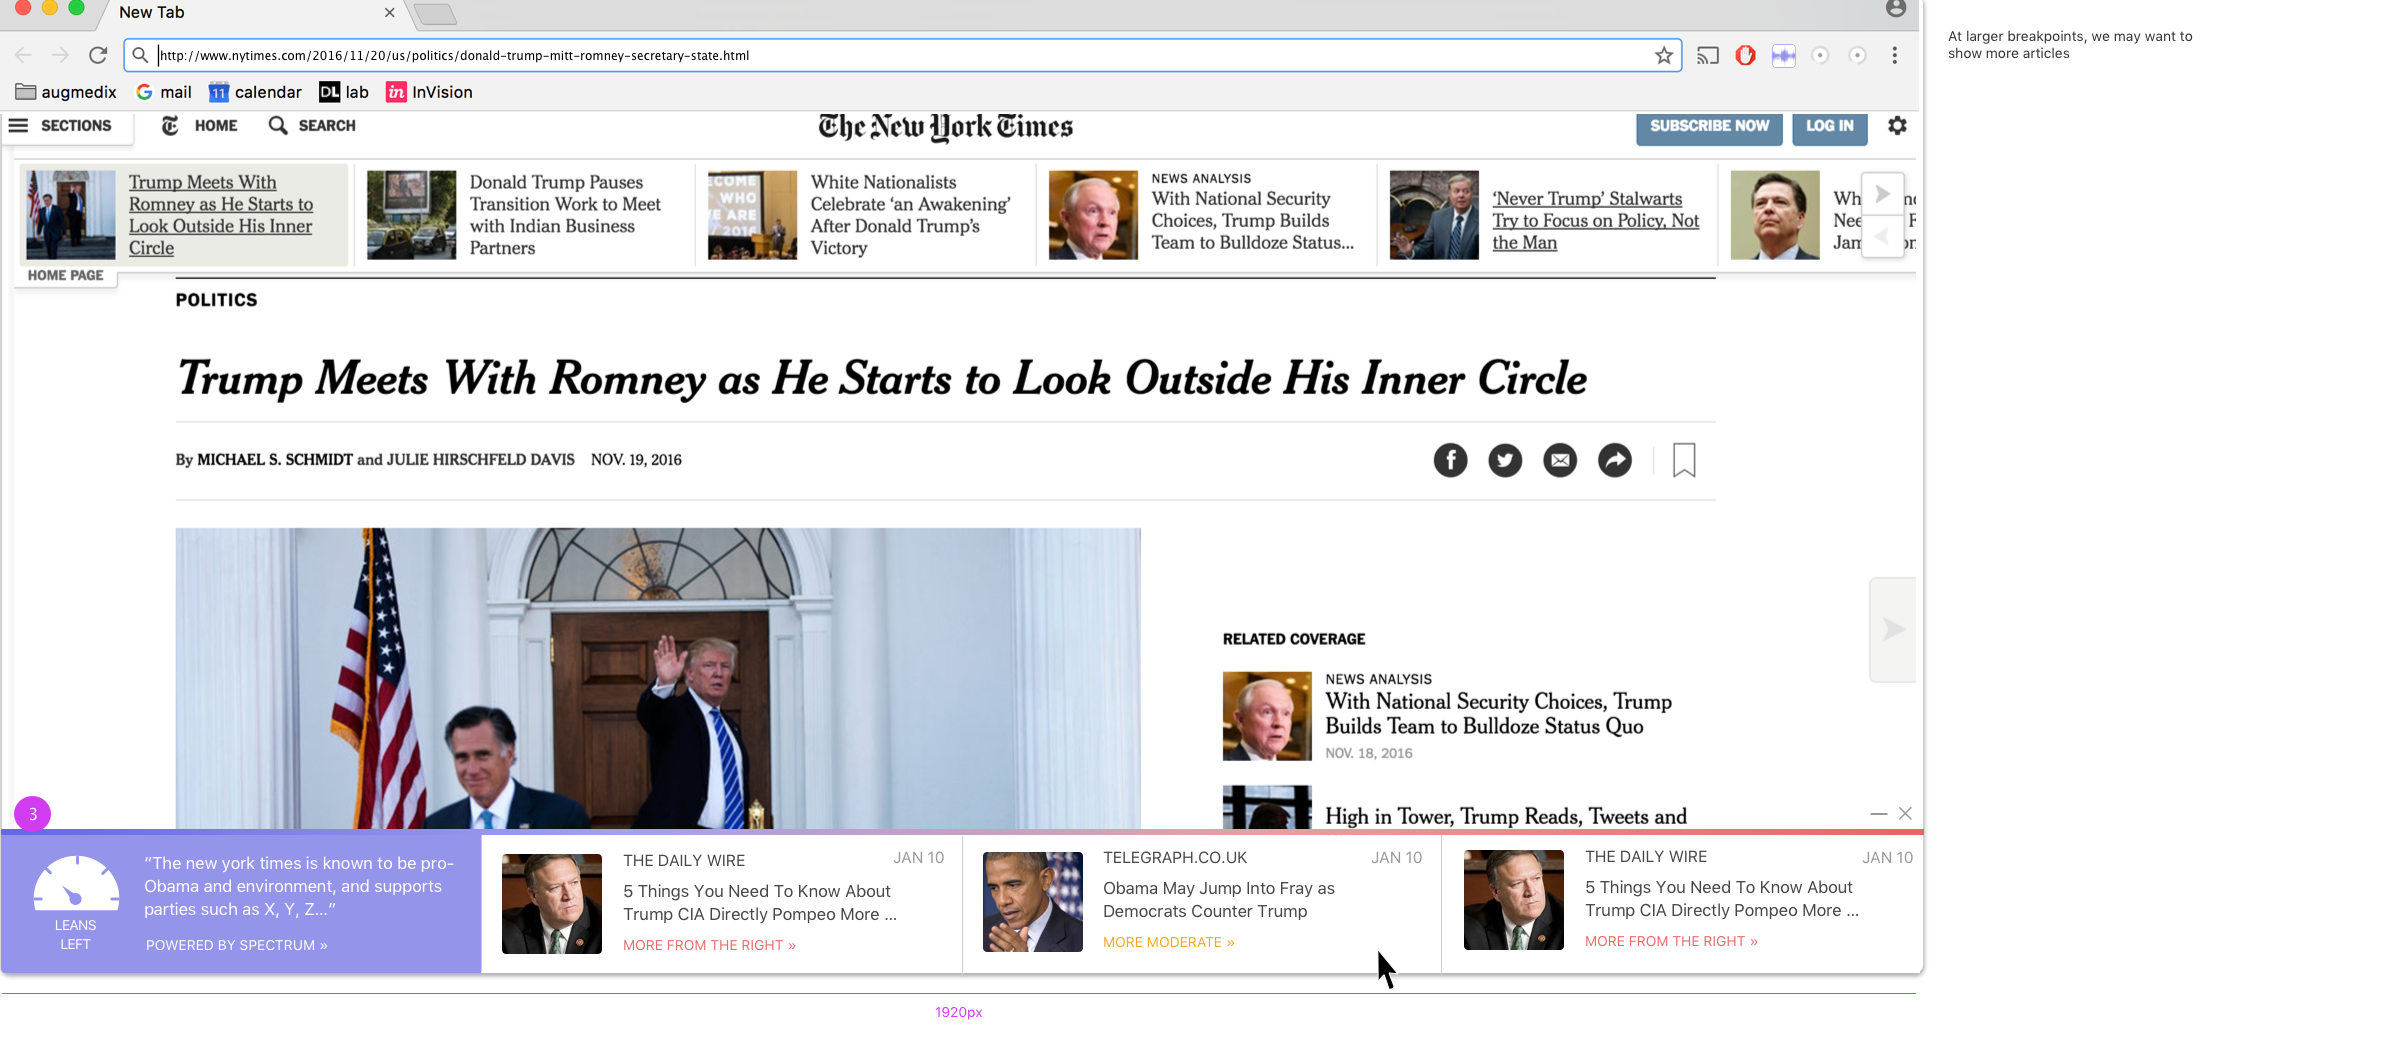 New Tab
At larger breakpoints, we may want to
show more articles
http://www.nytimes.com/2016/11/20/us/politics/donald-trump-mitt-romney-secretary-state.html
augmedix
G mail
11 calendar
DL lab
in InVision
SECTIONS
HOME
SEARCH
The New York Times
SUBSCRIBE NOW
LOG IN
Trump Meets With
Romney as He Starts to
Look Outside His Inner
Circle
Donald Trump Pauses
Transition Work to Meet
with Indian Business
Partners
WHO
ARE
2016
White Nationalists
Celebrate ‘an Awakening’
After Donald Trump’s
Victory
NEWS ANALYSIS
With National Security
Choices, Trump Builds
Team to Bulldoze Status...
‘Never Trump’ Stalwarts
Try to Focus on Policy, Not
the Man
HOME PAGE
POLITICS
Trump Meets With Romney as He Starts to Look Outside His Inner Circle
By MICHAEL S. SCHMIDT and JULIE HIRSCHFELD DAVIS NOV. 19, 2016
RELATED COVERAGE
NEWS ANALYSIS
With National Security Choices, Trump
Builds Team to Bulldoze Status Quo
NOV. 18, 2016
High in Tower, Trump Reads, Tweets and
3
LEANS
LEFT
“The new york times is known to be pro-
Obama and environment, and supports
parties such as X, Y, Z...”
POWERED BY SPECTRUM »
THE DAILY WIRE
JAN 10
5 Things You Need To Know About
Trump CIA Directly Pompeo More ...
MORE FROM THE RIGHT »
TELEGRAPH.CO.UK
JAN 10
Obama May Jump Into Fray as
Democrats Counter Trump
MORE MODERATE »
THE DAILY WIRE
JAN 10
5 Things You Need To Know About
Trump CIA Directly Pompeo More ...
MORE FROM THE RIGHT »
1920px